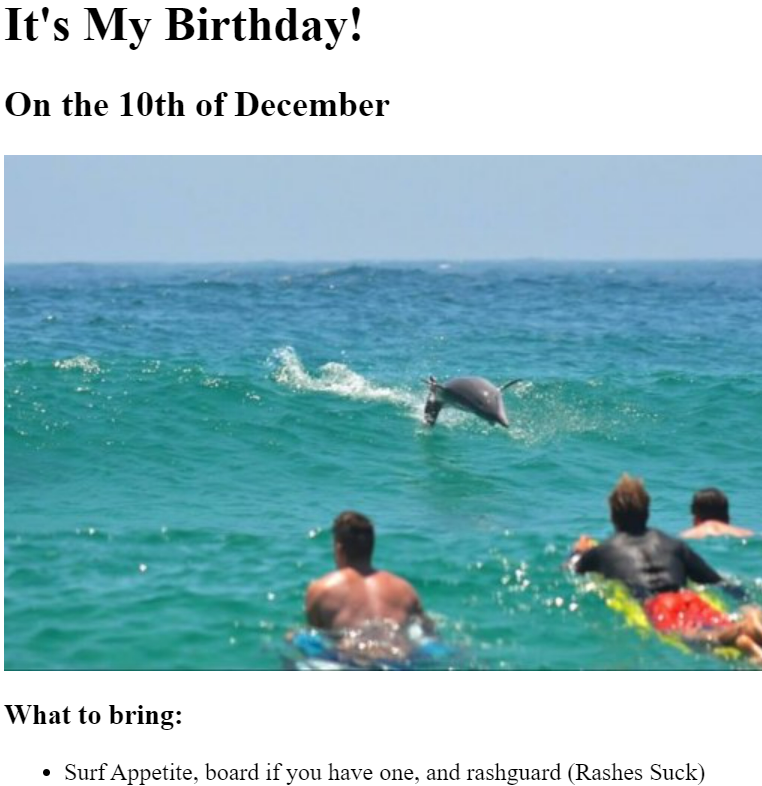 It's My Birthday!
On the 10th of December
What to bring:
• Surf Appetite, board if you have one, and rashguard (Rashes Suck)